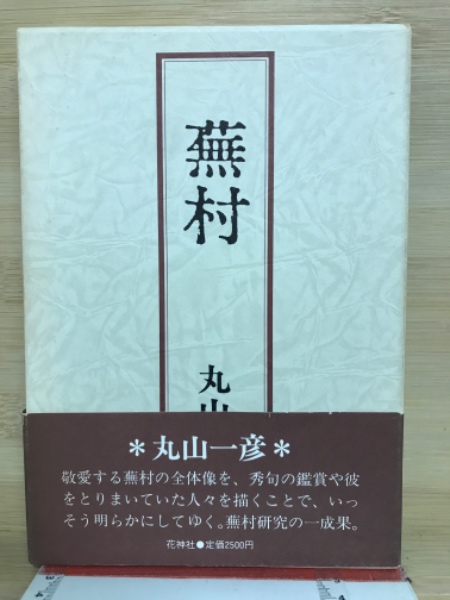 蕪村
丸山
＊丸山一彦＊
敬愛する蕪村の全体像を、秀句の鑑賞や彼
をとりまいていた人々を描くことで、いっ
そう明らかにしてゆく。蕪村研究の一成果。
花神社●定価2500円